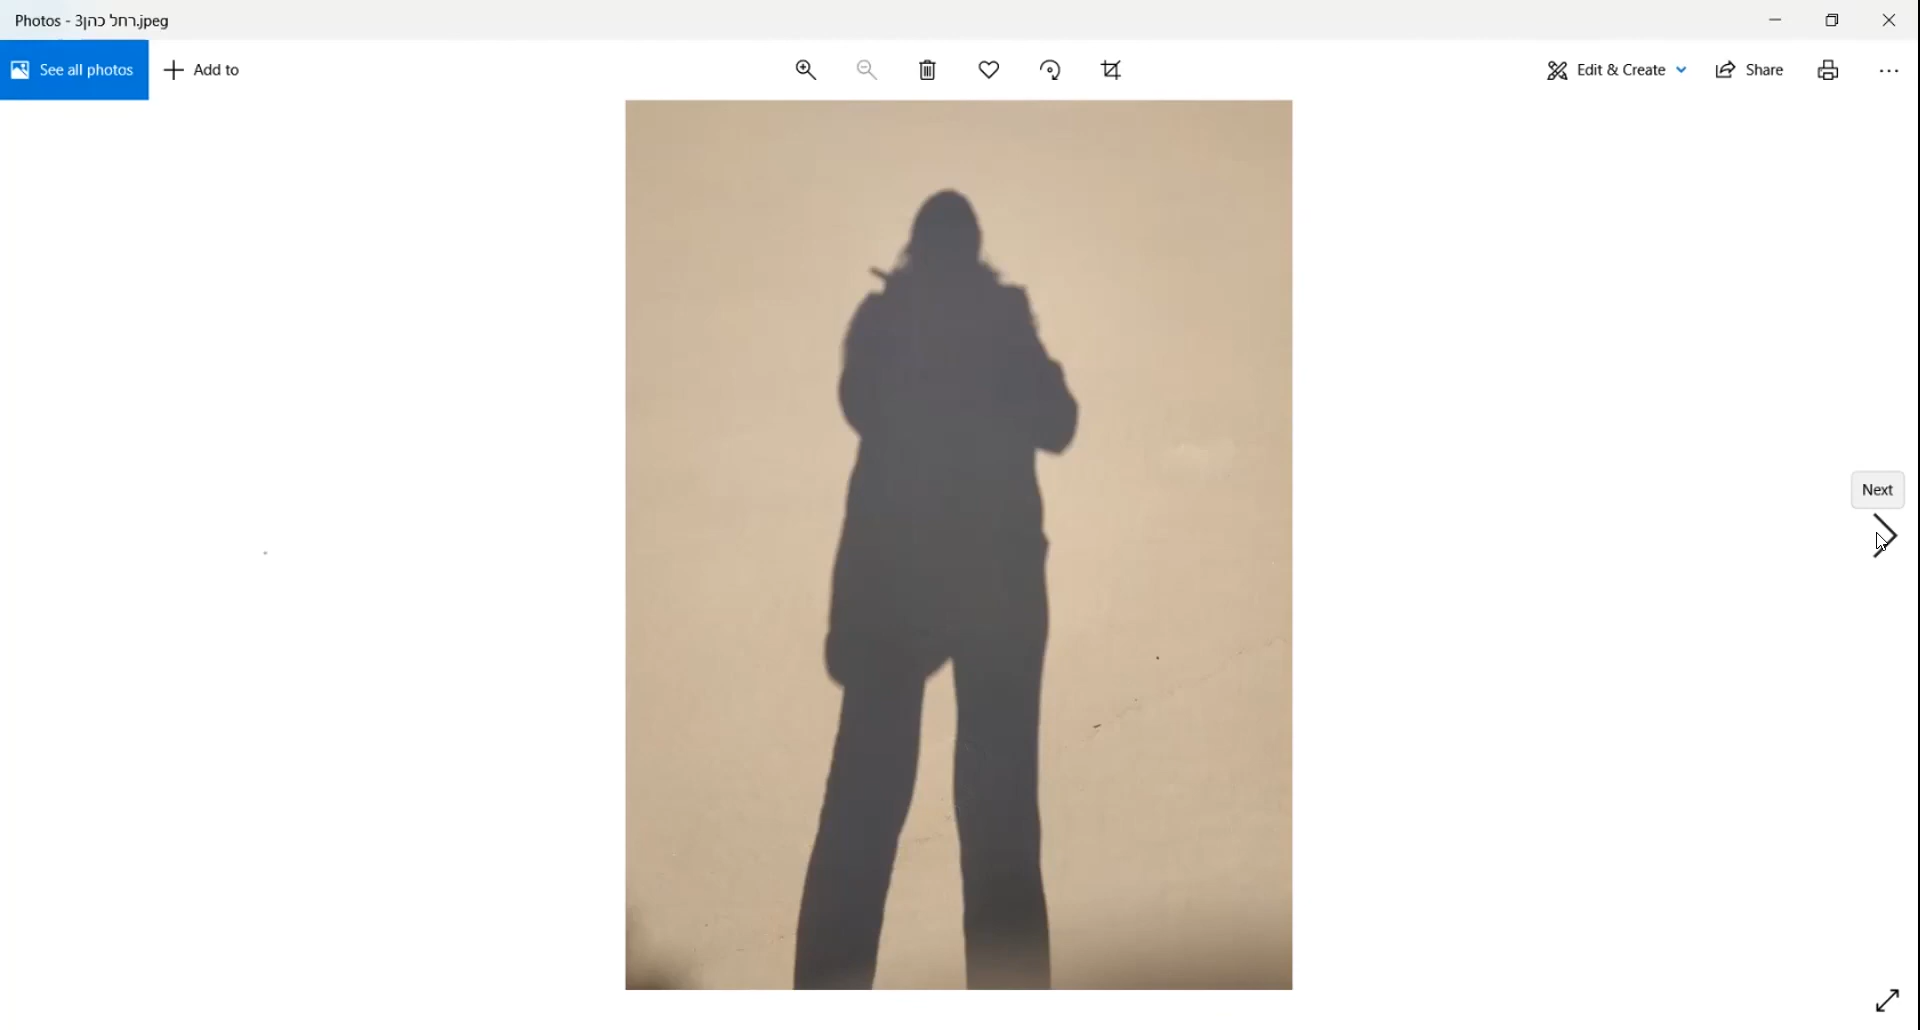 Photos - רחל כהן3.jpeg
See all photos
Add to
Edit & Create
Share
Next